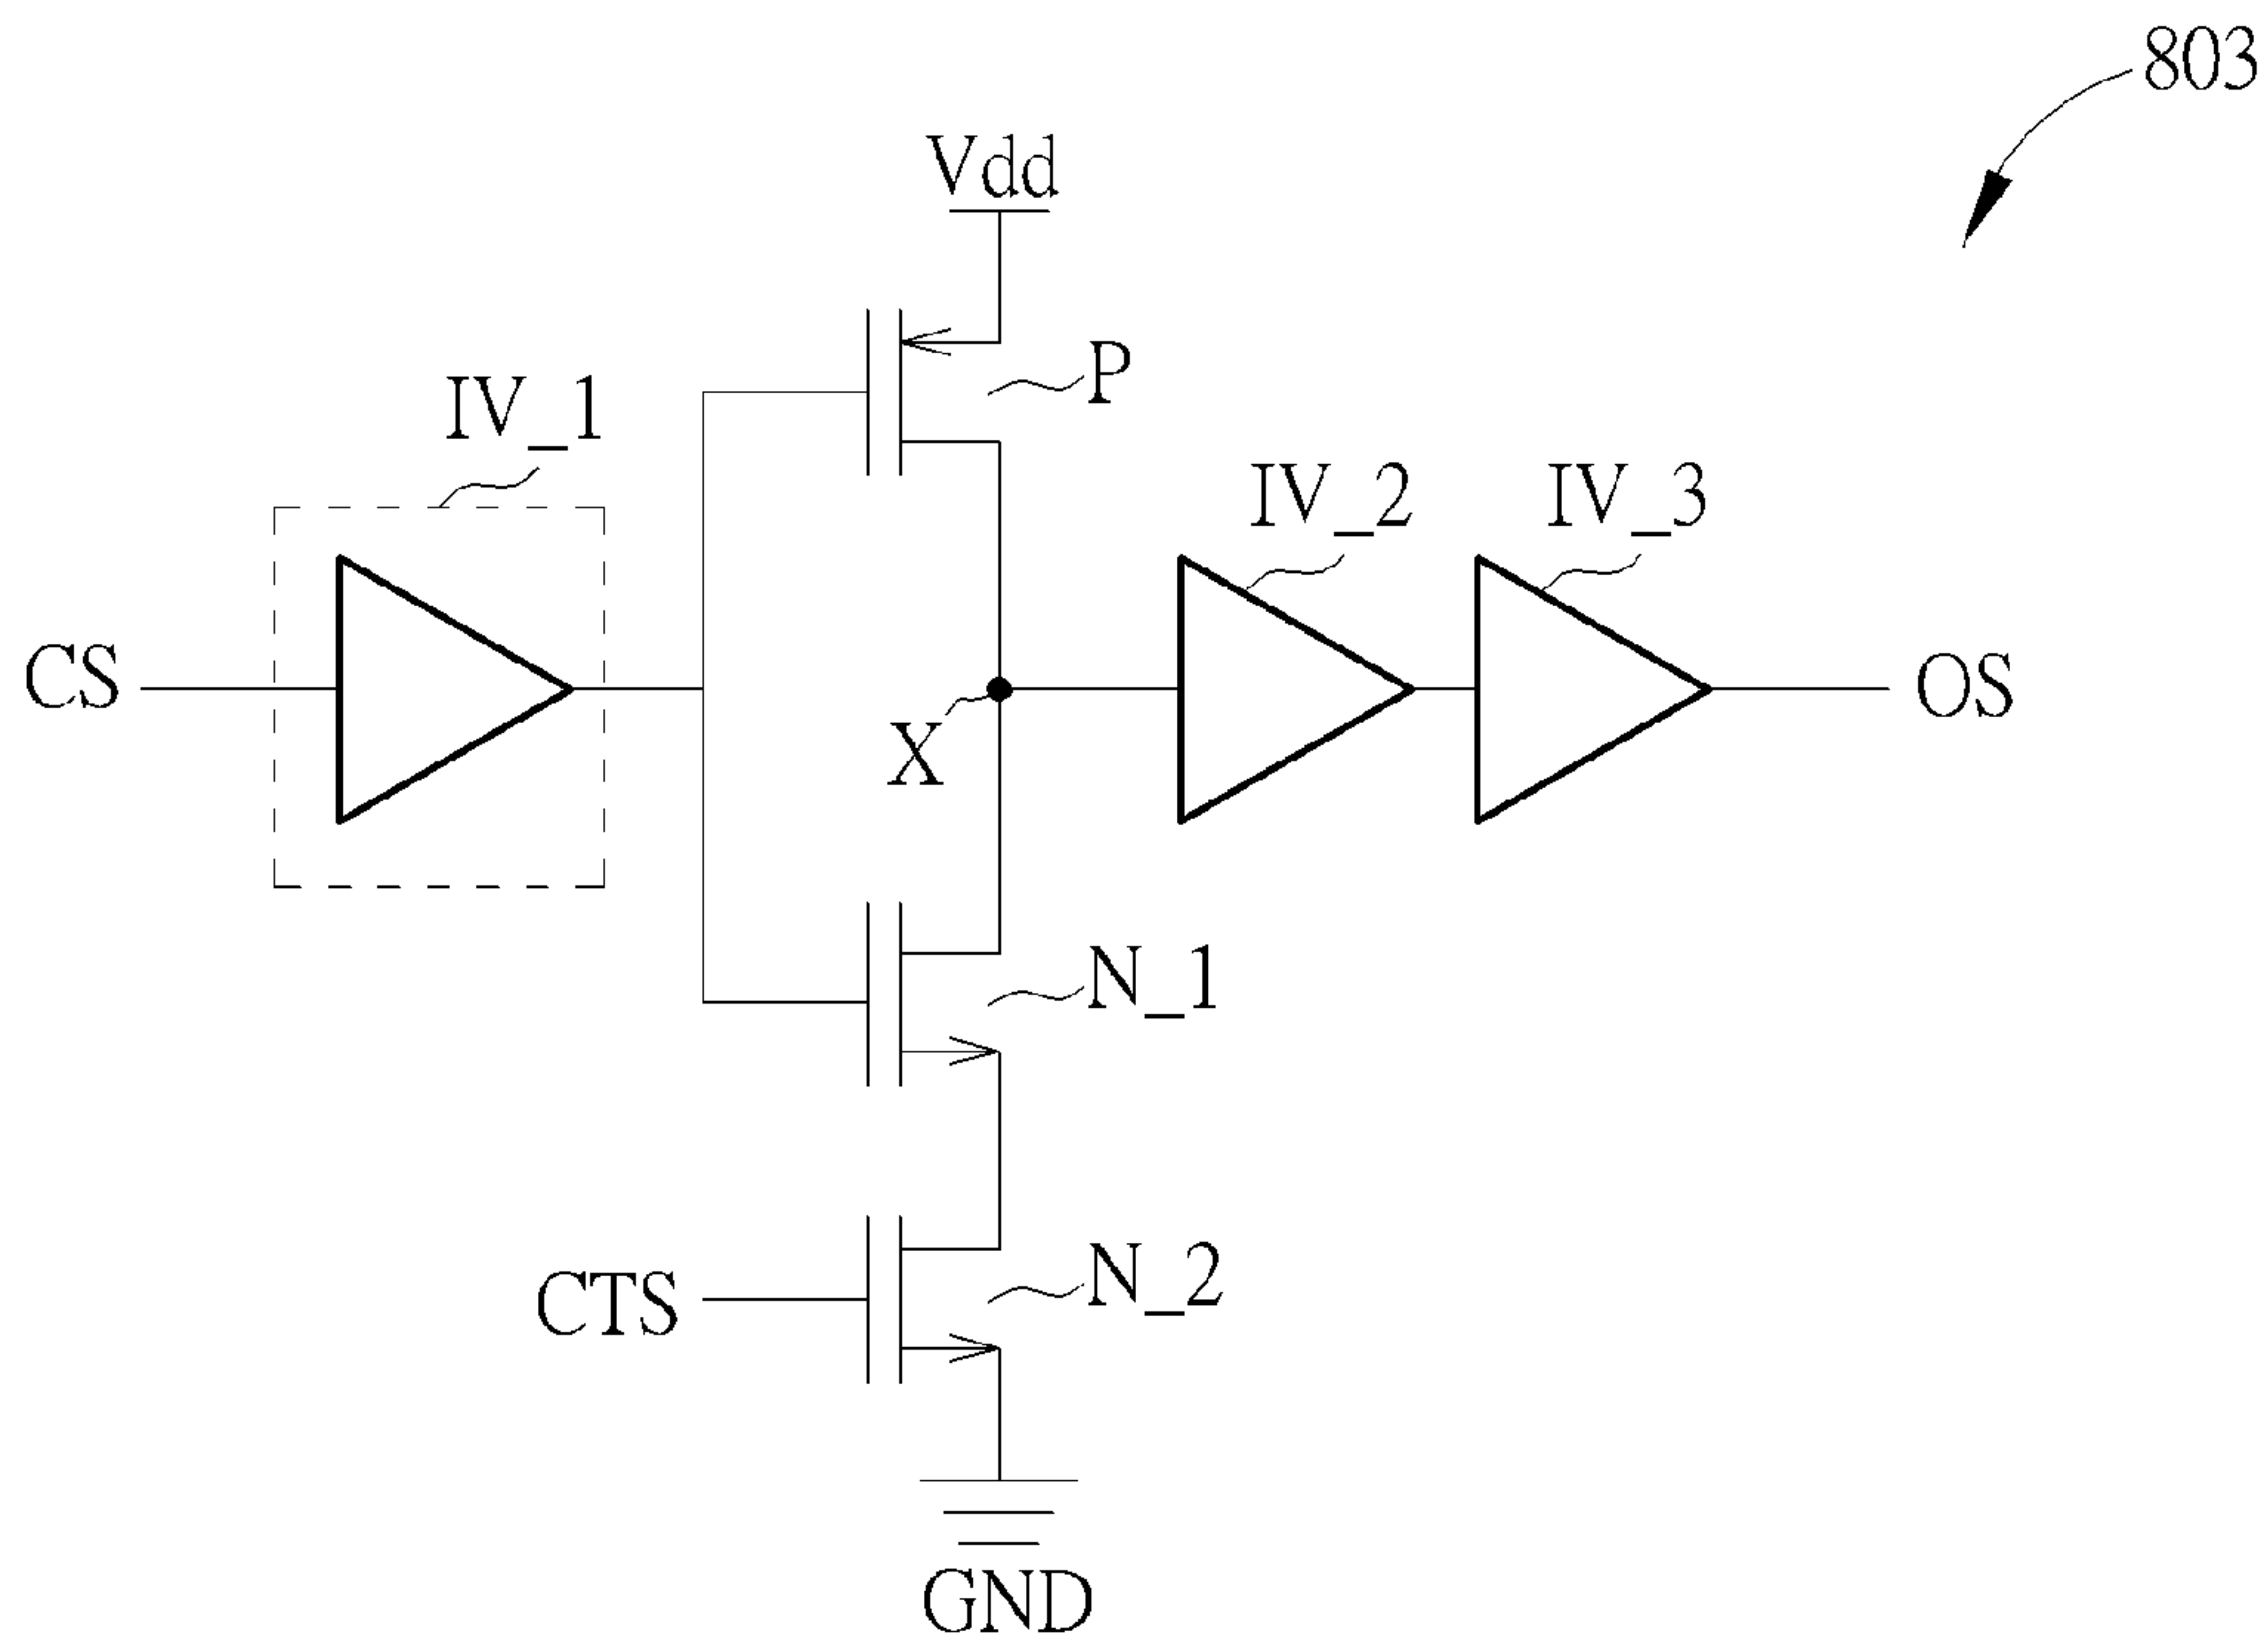 803
Vdd
P
IV_1
IV_2
IV_3
CS
X
OS
N_1
CTS
N_2
GND